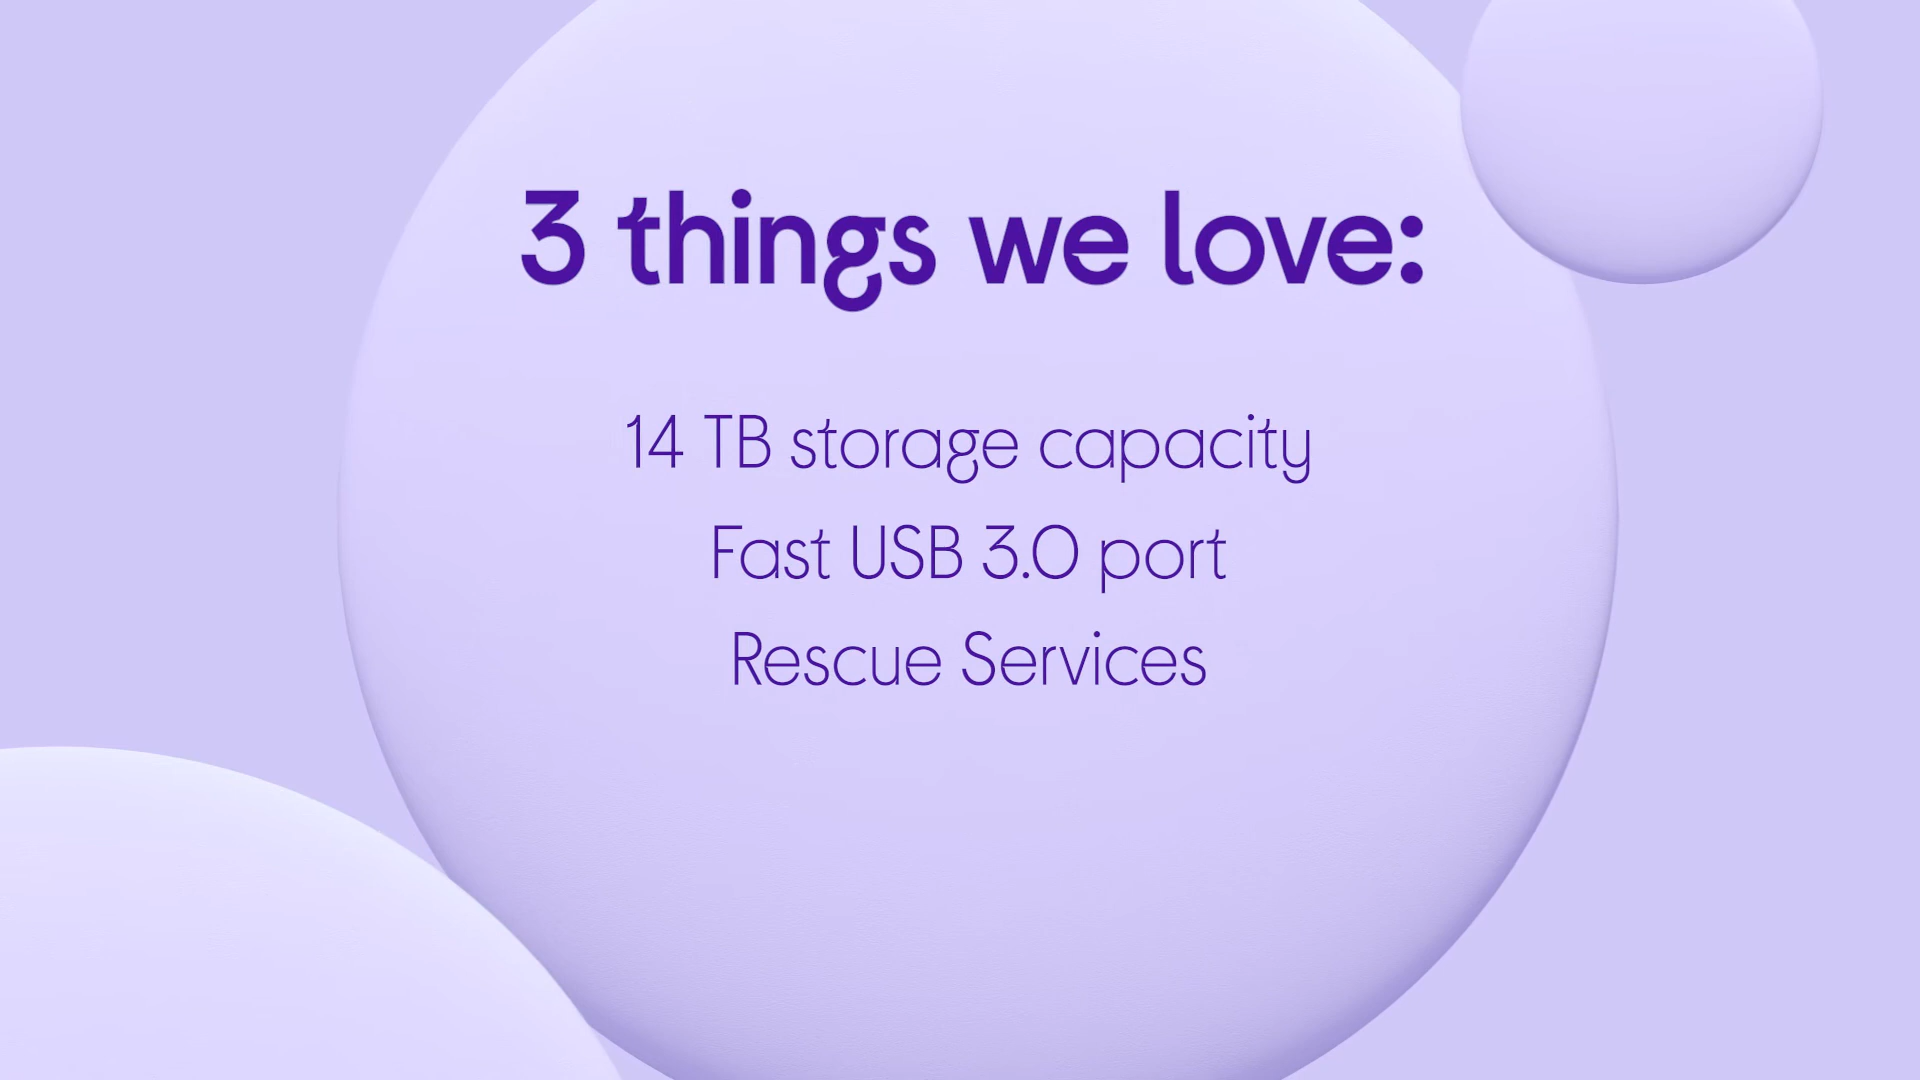 3 things we love:
14 TB storage capacity
Fast USB 3.0 port
Rescue Services